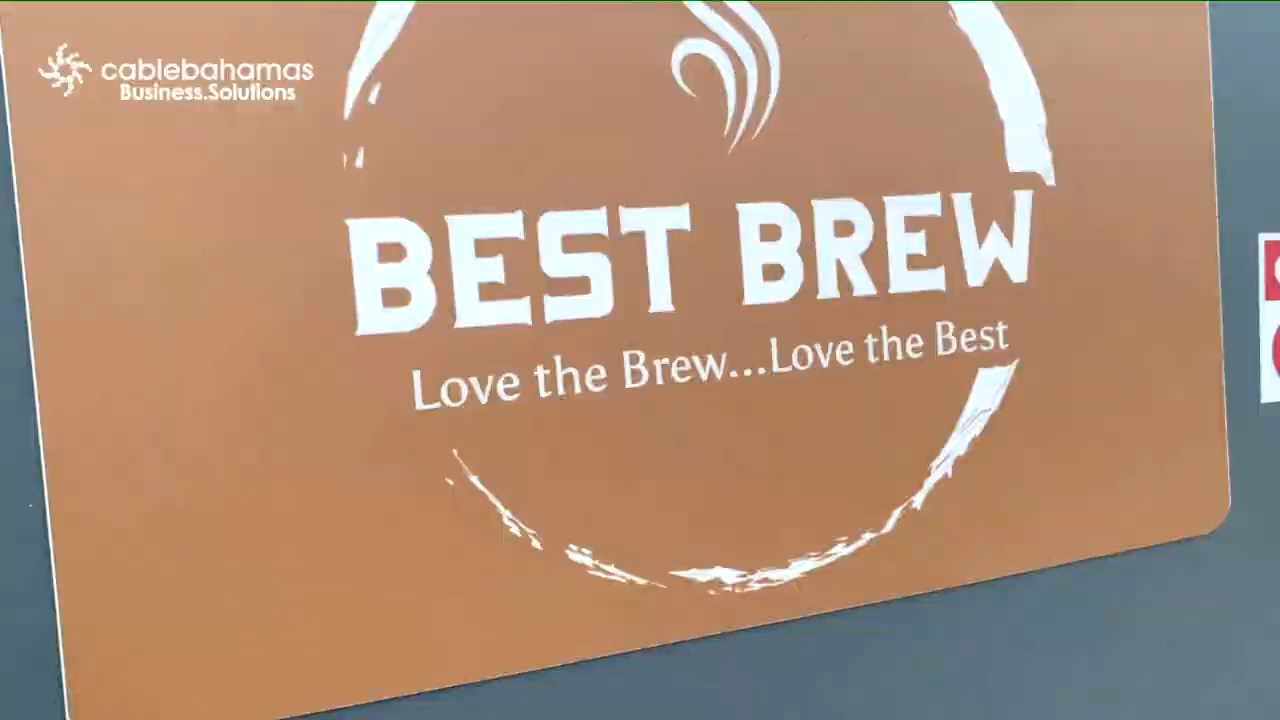 cablebahamas
Business.Solutions
BEST BREW
Love the Brew...Love the Best